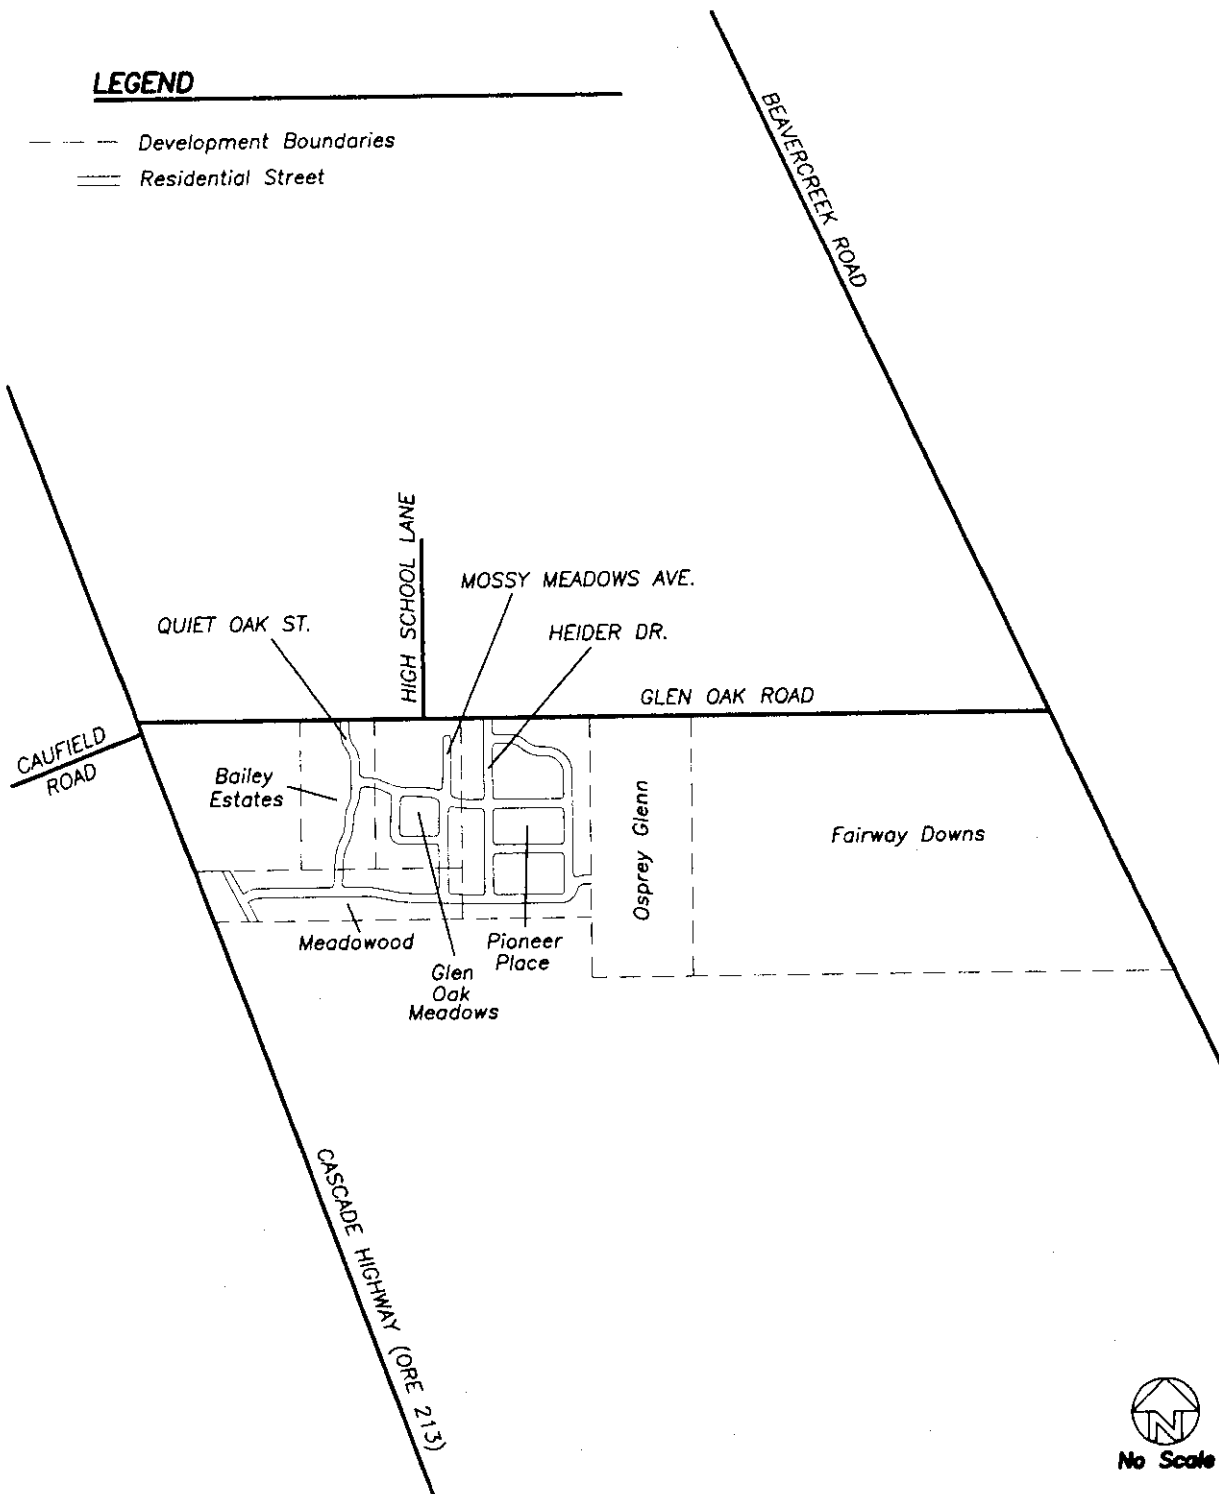 LEGEND
Development Boundaries
Residential Street
BEAVERCREEK ROAD
HIGH SCHOOL LANE
MOSSY MEADOWS AVE.
QUIET OAK ST.
HEIDER DR.
GLEN OAK ROAD
CAUFIELD
ROAD
Bailey
Estates
Osprey Glenn
Fairway Downs
Meadowood
Pioneer
Place
Glen
Oak
Meadows
CASCADE HIGHWAY (ORE 213)
N
No Scale